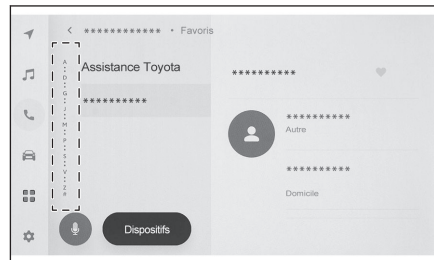 ************ • Favoris
A
•
D
•
G
•
J
•
M
•
P
•
S
•
V
•
Z
#
Assistance Toyota
**********
**********
**********
Autre
**********
Domicile
Dispositifs